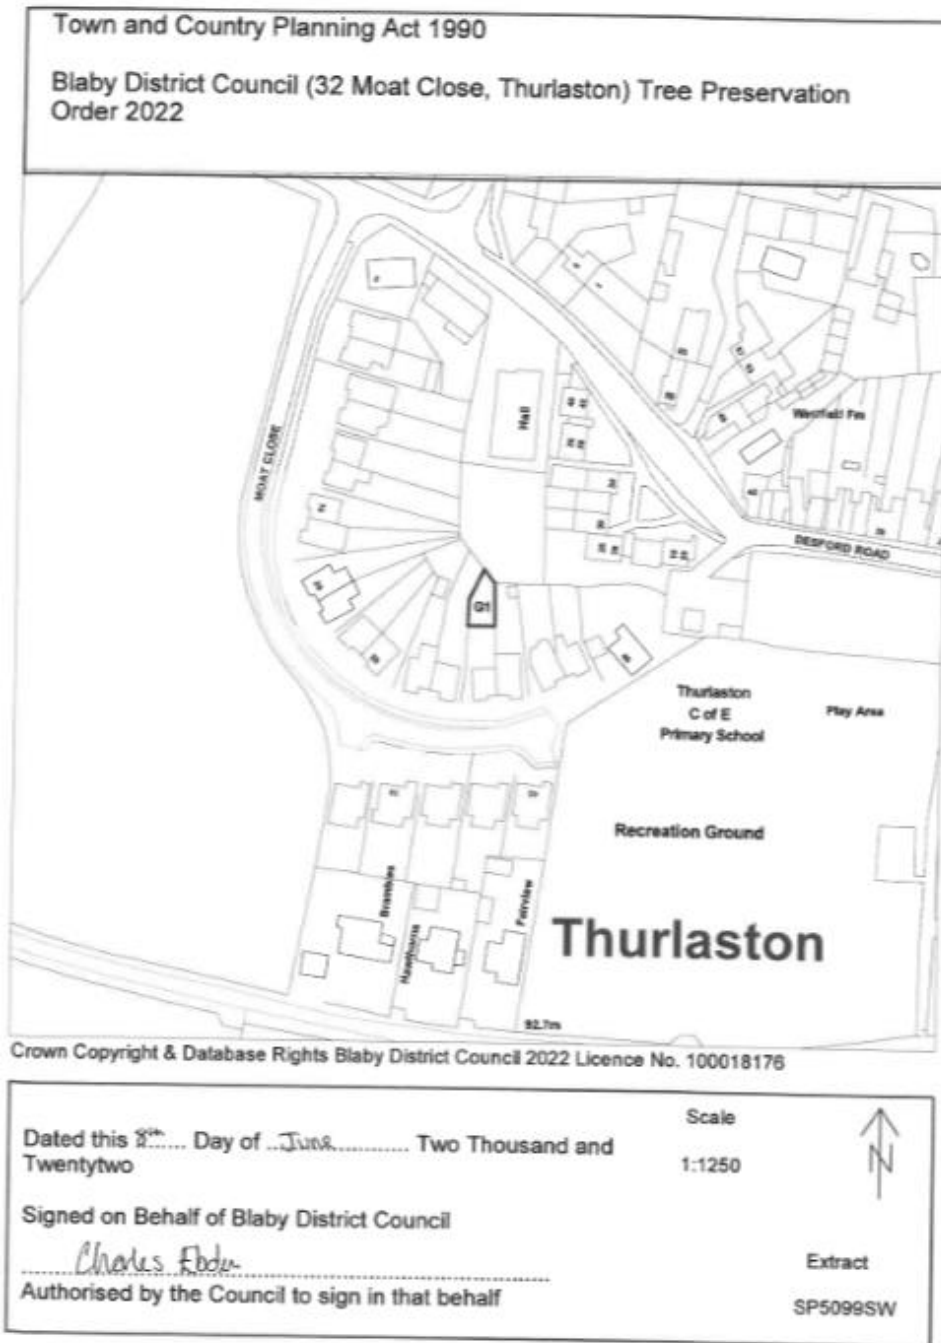 Town and Country Planning Act 1990
Blaby District Council (32 Moat Close, Thurlaston) Tree Preservation
Order 2022
Hall
MOAT CLOSE
Westfield Fm
DESFORD ROAD
G1
Thurlaston
C of E
Primary School
Play Area
Recreation Ground
Brambles
Hawthorns
Fairview
Thurlaston
92.7m
Crown Copyright & Database Rights Blaby District Council 2022 Licence No. 100018176
Dated this 8th..... Day of ..June............. Two Thousand and
Twentytwo
Scale
1:1250
N
Signed on Behalf of Blaby District Council
Charles
Authorised by the Council to sign in that behalf
Extract
SP5099SW